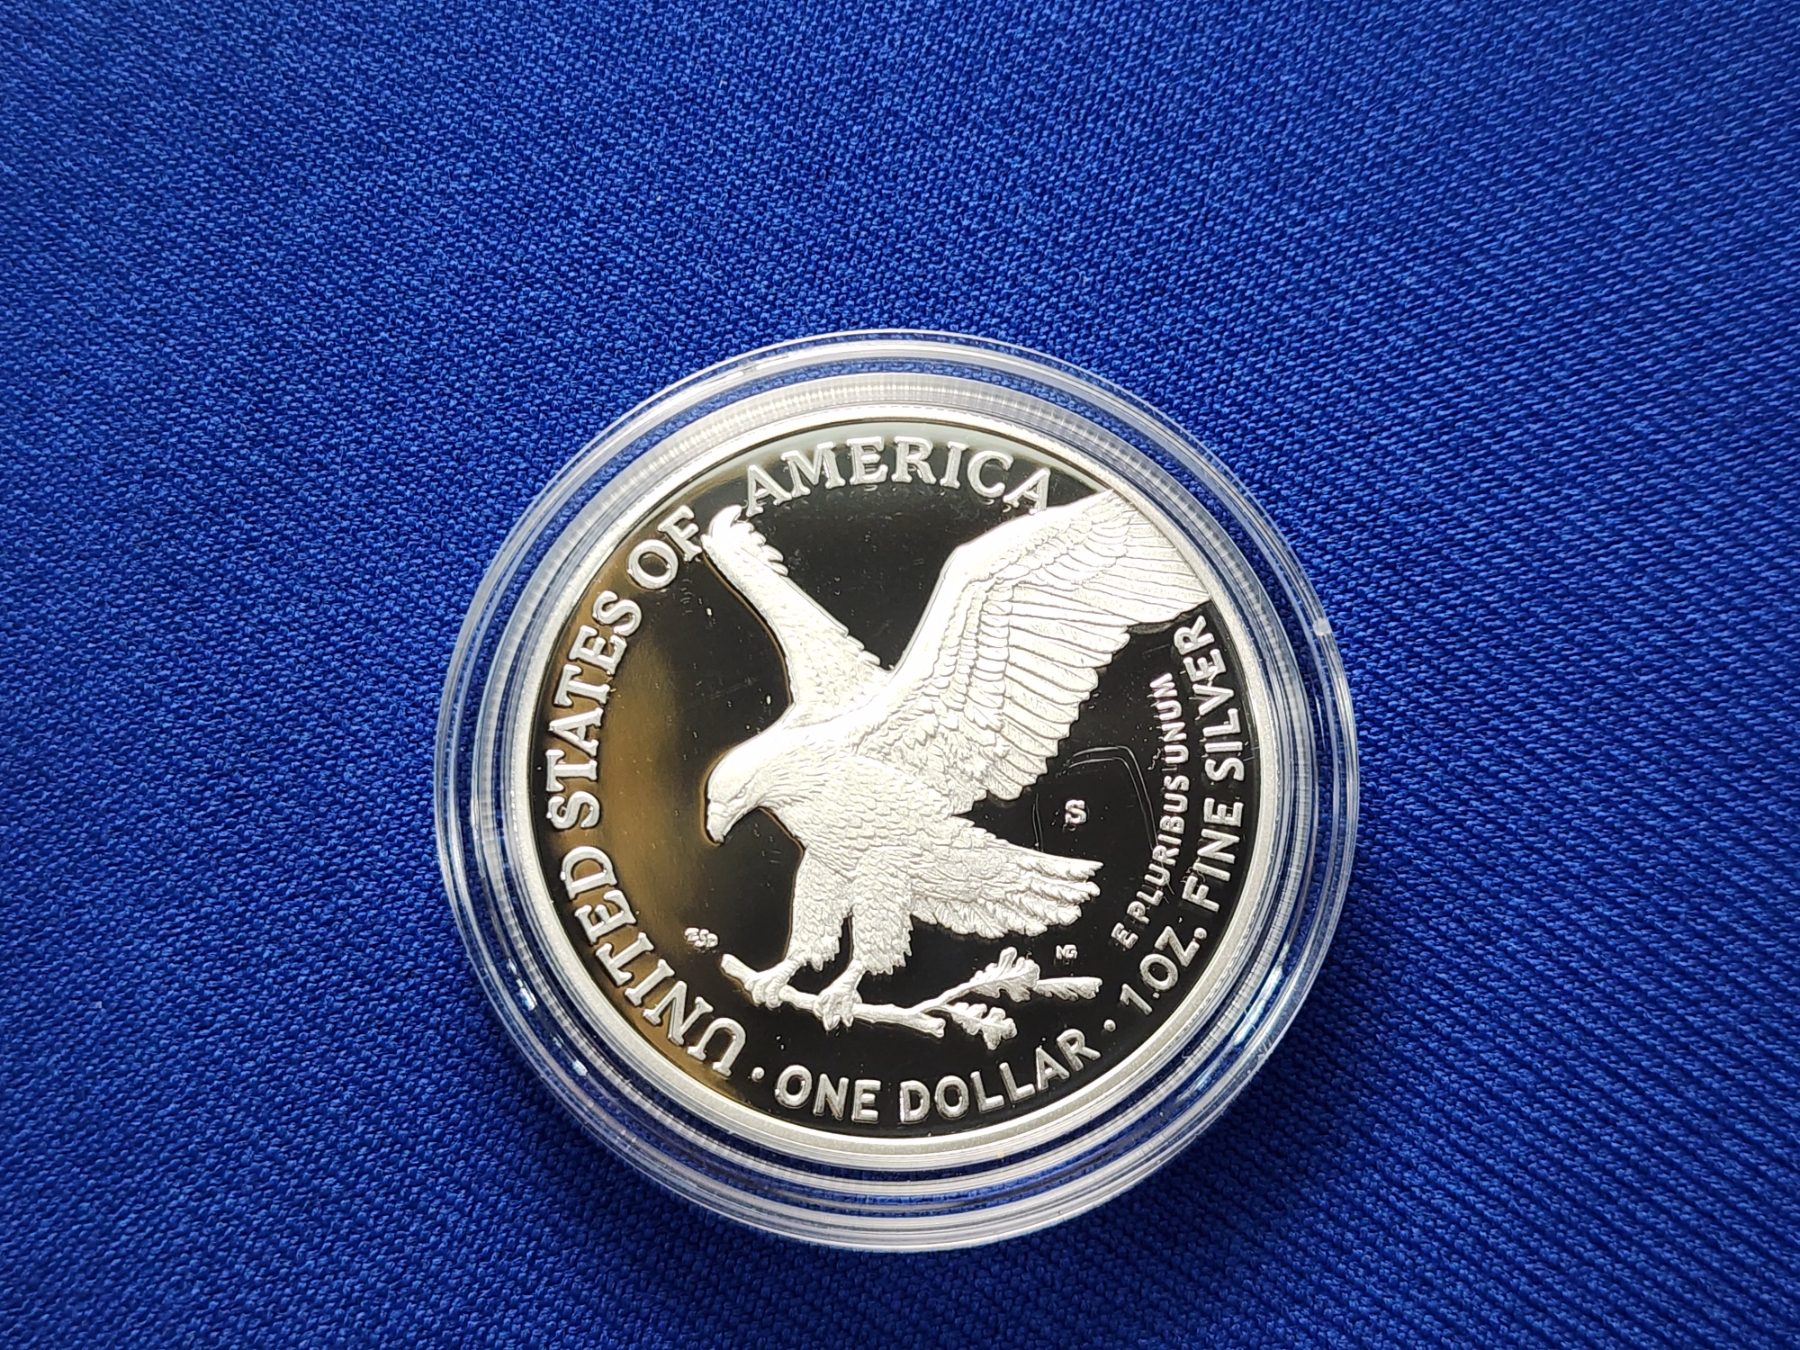 UNITED STATES OF AMERICA
S
E PLURIBUS UNUM
· ONE DOLLAR · 1 OZ. FINE SILVER